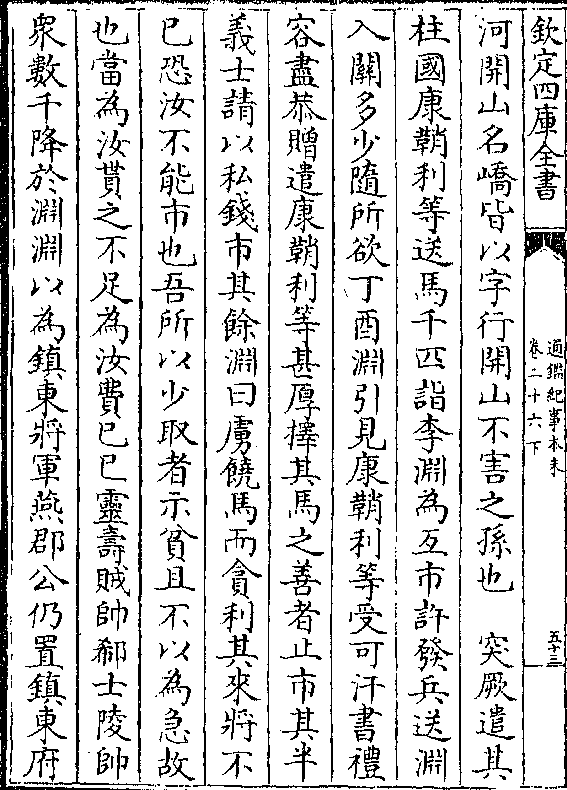 欽定四庫全書
通鑑紀事本末
卷二十六下
五十三
河開山名嶠皆以字行開山不害之孫也　突厥遣其
柱國康鞘利等送馬千匹詣李淵為互市許發兵送淵
入關多少隨所欲丁酉淵引見康鞘利等受可汗書禮
容盡恭贈遣康鞘利等甚厚擇其馬之善者止市其半
義士請以私錢市其餘淵曰虜饒馬而貪利其來將不
已恐汝不能市也吾所以少取者示貧且不以為急故
也當為汝貰之不足為汝費已巳靈壽賊帥郗士陵帥
衆數千降於淵淵以為鎮東將軍燕郡公仍置鎮東府